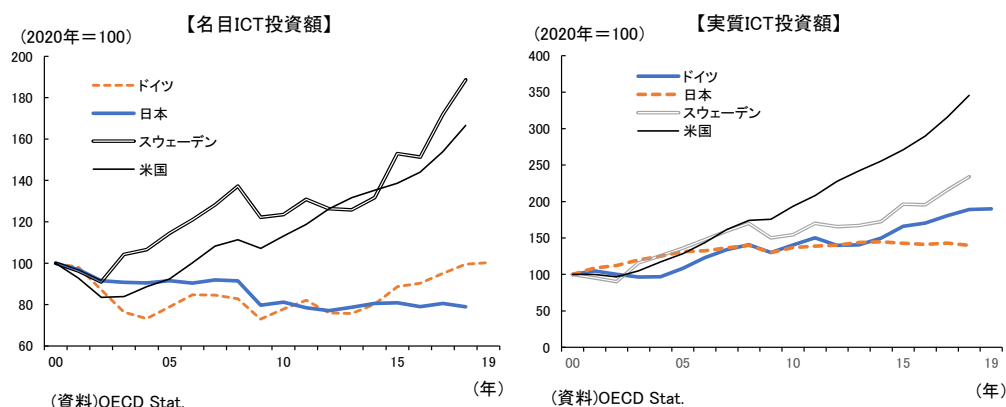 【名目ICT投資額】
(2020年＝100)
200
180
160
140
120
100
80
60
ドイツ
日本
スウェーデン
米国
00
05
10
15
19
(年)
(資料)OECD Stat.
【実質ICT投資額】
(2020年＝100)
400
350
300
250
200
150
100
50
0
ドイツ
日本
スウェーデン
米国
00
05
10
15
19
(年)
(資料)OECD Stat.